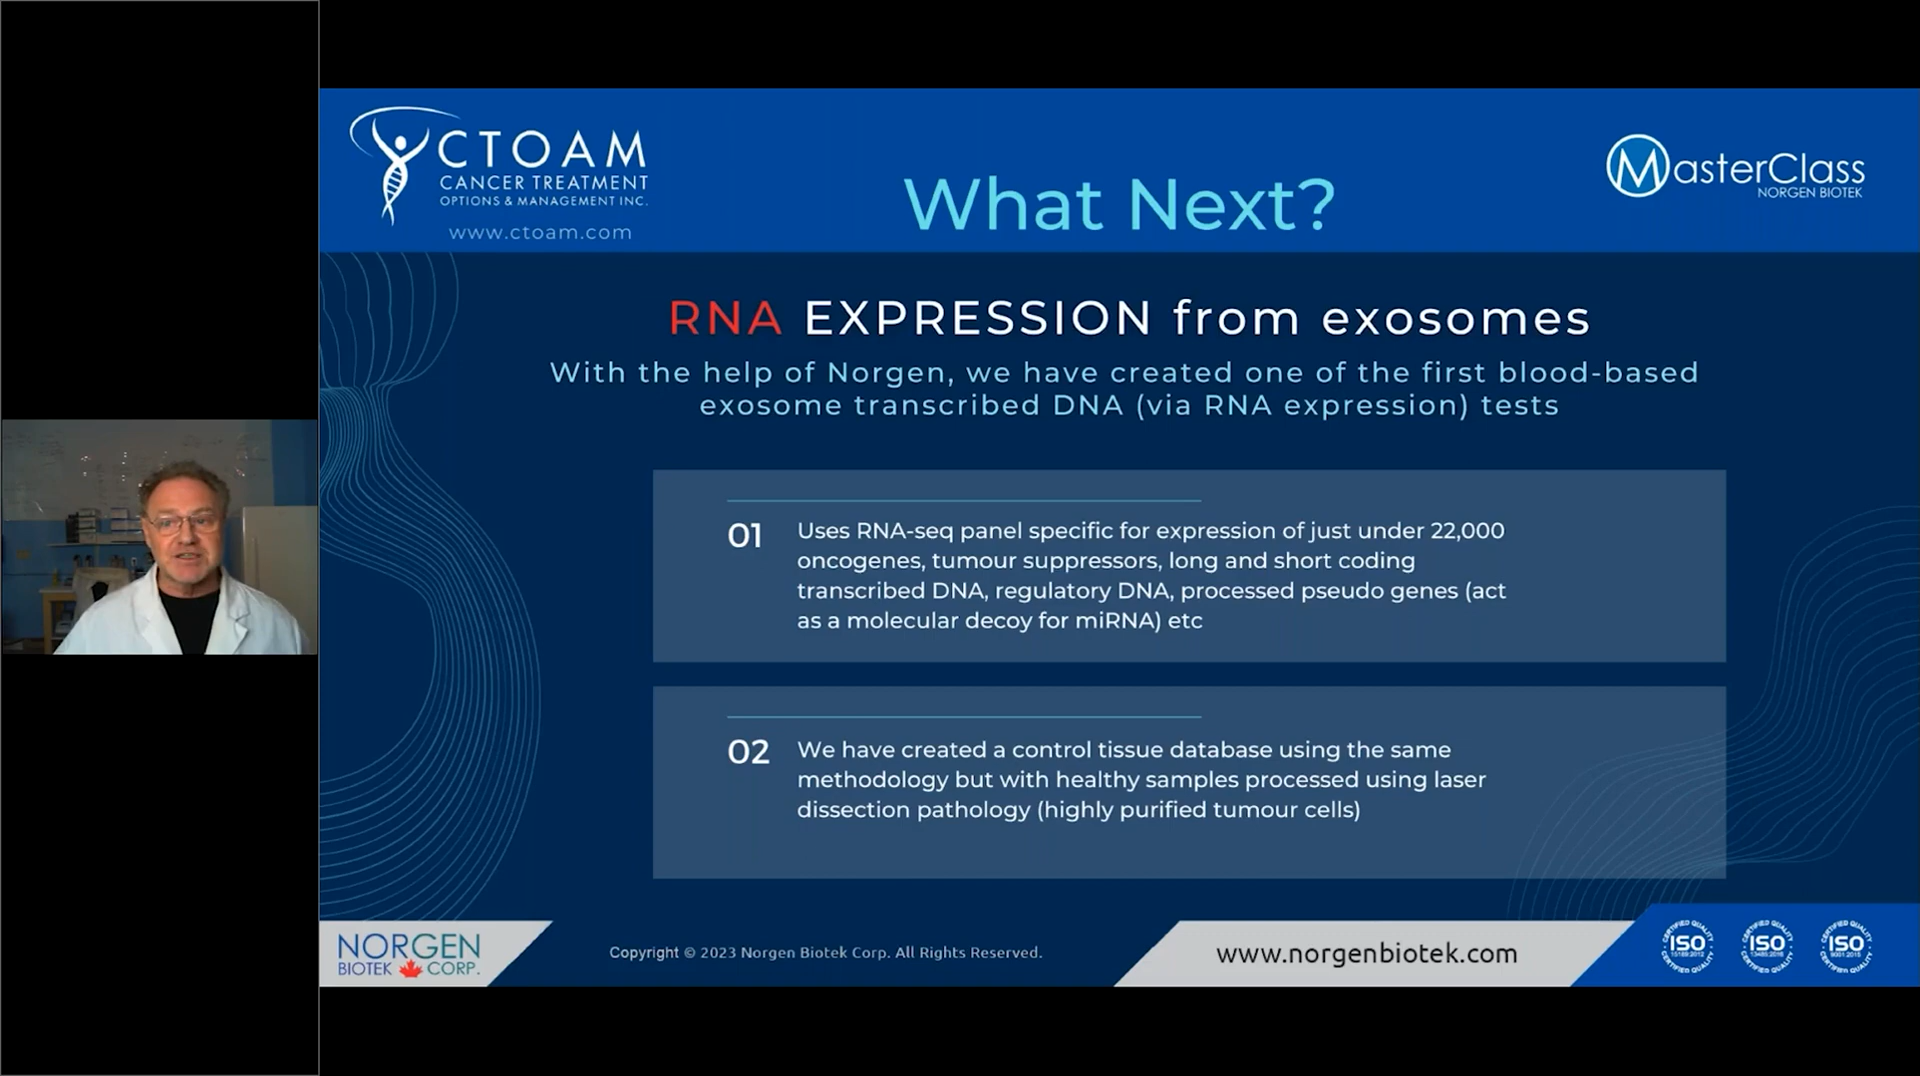 CTOAM
CANCER TREATMENT
OPTIONS & MANAGEMENT INC.
www.ctoam.com
What Next?
MasterClass
NORGEN BIOTEK
RNA EXPRESSION from exosomes
With the help of Norgen, we have created one of the first blood-based
exosome transcribed DNA (via RNA expression) tests
01
Uses RNA-seq panel specific for expression of just under 22,000
oncogenes, tumour suppressors, long and short coding
transcribed DNA, regulatory DNA, processed pseudo genes (act
as a molecular decoy for miRNA) etc
02
We have created a control tissue database using the same
methodology but with healthy samples processed using laser
dissection pathology (highly purified tumour cells)
NORGEN
BIOTEK CORP.
Copyright © 2023 Norgen Biotek Corp. All Rights Reserved.
www.norgenbiotek.com
CERTIFIED QUALITY
ISO
15189:2012
CERTIFIED QUALITY
CERTIFIED QUALITY
ISO
13485:2016
CERTIFIED QUALITY
CERTIFIED QUALITY
ISO
9001:2015
CERTIFIED QUALITY